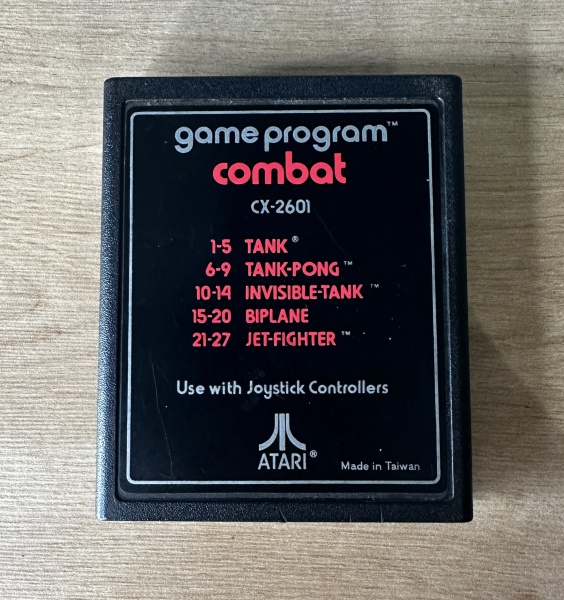 game program™
combat
CX-2601
1-5 TANK®
6-9 TANK-PONG™
10-14 INVISIBLE-TANK™
15-20 BIPLANE
21-27 JET-FIGHTER™
Use with Joystick Controllers
ATARI®
Made in Taiwan